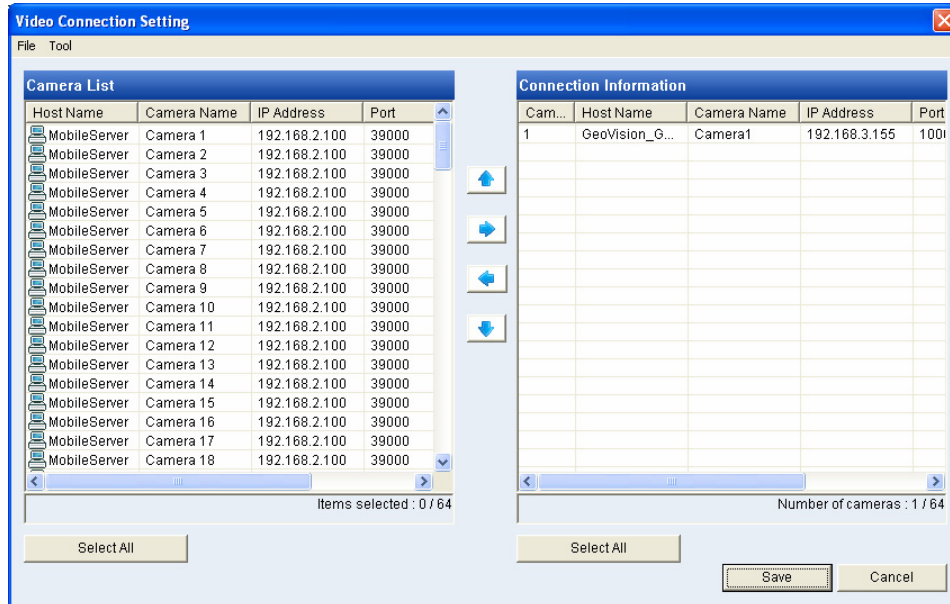 Video Connection Setting
File Tool
Camera List
Host Name Camera Name IP Address Port
MobileServer Camera 1 192.168.2.100 39000
MobileServer Camera 2 192.168.2.100 39000
MobileServer Camera 3 192.168.2.100 39000
MobileServer Camera 4 192.168.2.100 39000
MobileServer Camera 5 192.168.2.100 39000
MobileServer Camera 6 192.168.2.100 39000
MobileServer Camera 7 192.168.2.100 39000
MobileServer Camera 8 192.168.2.100 39000
MobileServer Camera 9 192.168.2.100 39000
MobileServer Camera 10 192.168.2.100 39000
MobileServer Camera 11 192.168.2.100 39000
MobileServer Camera 12 192.168.2.100 39000
MobileServer Camera 13 192.168.2.100 39000
MobileServer Camera 14 192.168.2.100 39000
MobileServer Camera 15 192.168.2.100 39000
MobileServer Camera 16 192.168.2.100 39000
MobileServer Camera 17 192.168.2.100 39000
MobileServer Camera 18 192.168.2.100 39000
Items selected : 0 / 64
Select All
Connection Information
Cam... Host Name Camera Name IP Address Port
1 GeoVision_G... Camera1 192.168.3.155
Number of cameras : 1 / 64
Select All
Save Cancel